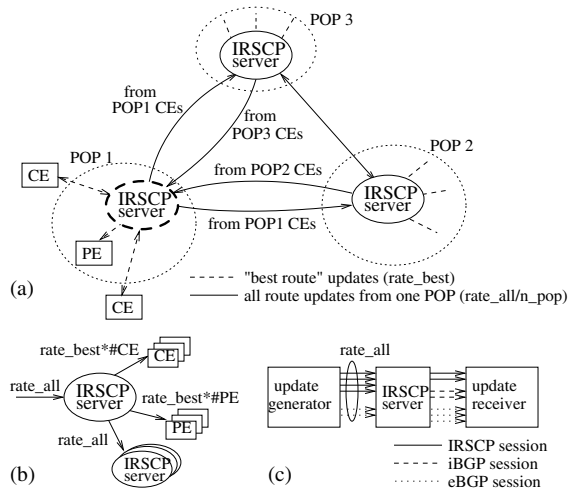 POP 3
IRSCP
server
from
POP1 CEs
from
POP3 CEs
POP 1
CE
IRSCP
server
PE
CE
from POP2 CEs
from POP1 CEs
POP 2
IRSCP
server
(a)
"best route" updates (rate_best)
all route updates from one POP (rate_all/n_pop)
rate_best*#CE
CE
rate_all
IRSCP
server
rate_best*#PE
PE
rate_all
IRSCP
server
(b)
rate_all
update
generator
IRSCP
server
update
receiver
(c)
IRSCP session
iBGP session
eBGP session